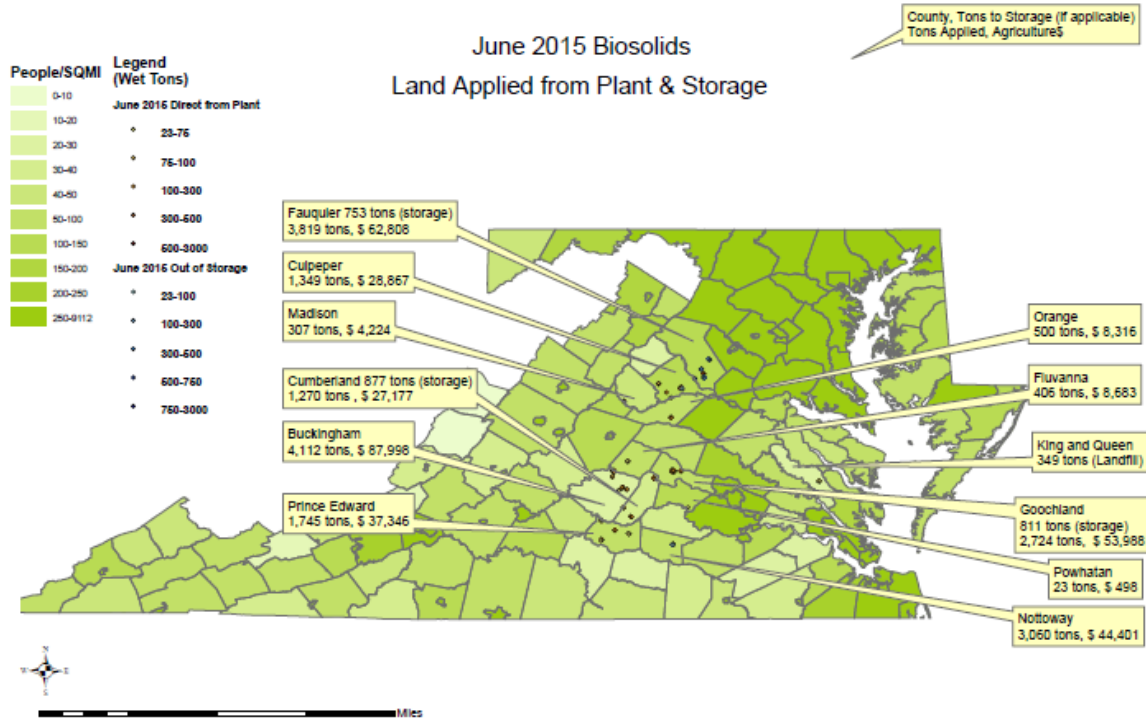 County, Tons to Storage (if applicable)
Tons Applied, Agriculture$
June 2015 Biosolids
Land Applied from Plant & Storage
People/SQMI
0-10
10-20
20-30
30-40
40-50
50-100
100-150
150-200
200-250
250-9112
Legend
(Wet Tons)
June 2015 Direct from Plant
23-75
75-100
100-300
300-500
500-3000
June 2015 Out of Storage
23-100
100-300
300-500
500-750
750-3000
Fauquier 753 tons (storage)
3,819 tons, $ 62,808
Culpeper
1,349 tons, $ 28,867
Madison
307 tons, $ 4,224
Cumberland 877 tons (storage)
1,270 tons , $ 27,177
Buckingham
4,112 tons, $ 87,998
Prince Edward
1,745 tons, $ 37,346
Orange
500 tons, $ 8,316
Fluvanna
406 tons, $ 8,683
King and Queen
349 tons (Landfill)
Goochland
811 tons (storage)
2,724 tons, $ 53,988
Powhatan
23 tons, $ 498
Nottoway
3,060 tons, $ 44,401
N
W E
S
Miles